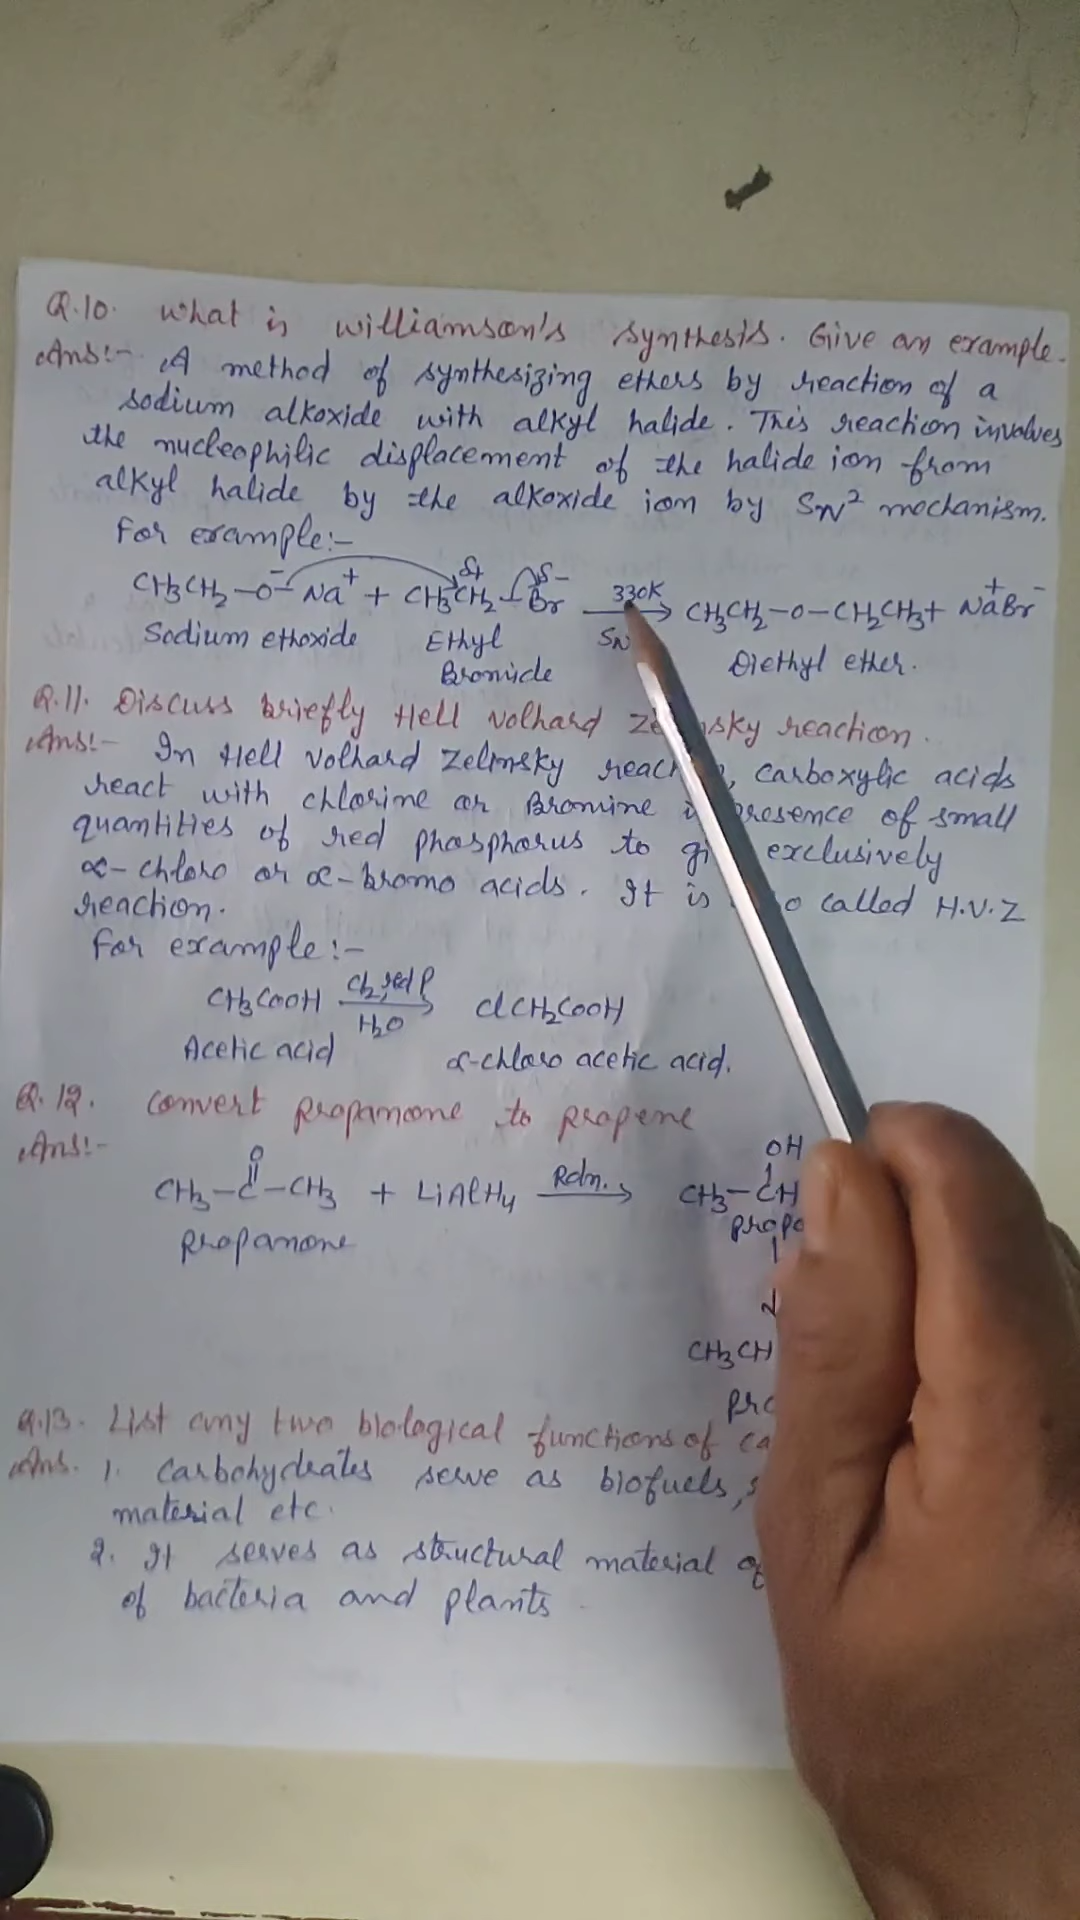 Q.10. What is williamson's synthesis. Give an example.
Ans:- A method of synthesizing ethers by reaction of a
sodium alkoxide with alkyl halide. This reaction involves
the nucleophilic displacement of the halide ion from
alkyl halide by the alkoxide ion by SN² mechanism.
For example:-
CH3CH2-O⁻Na⁺ + CH3CH2^δ+-Br^δ- 330K → CH3CH2-O-CH2CH3 + Na⁺Br⁻
SN
Sodium ethoxide Ethyl Bromide Diethyl ether.
Q.11. Discuss briefly Hell Volhard Ze nsky reaction.
Ans:- In Hell Volhard Zelinsky reac , carboxylic acids
react with chlorine or Bromine presence of small
quantities of red phosphorus to gi exclusively
α-chloro or α-bromo acids. It is called H.V.Z
reaction.
For example:-
CH3COOH Cl2, red P / H2O → ClCH2COOH
Acetic acid α-chloro acetic acid.
Q.12. Convert propanone to propene
Ans:-
O OH
CH3-C-CH3 + LiAlH4 Rdn. → CH3-CH
propanone
CH3CH
Q.13. List any two biological functions of
Ans. 1. Carbohydrates serve as biofuels,
material etc.
2. It serves as structural material
of bacteria and plants